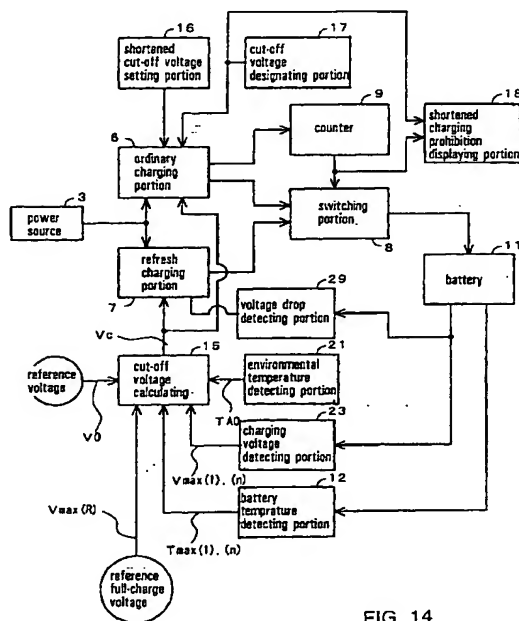 16
shortened
cut-off voltage
setting portion
17
cut-off
voltage
designating portion
9
counter
18
shortened
charging
prohibition
displaying portion
6
ordinary
charging
portion
3
power
source
switching
portion
8
11
battery
refresh
charging
portion
7
29
voltage drop
detecting portion
Vc
15
cut-off
voltage
calculating
21
environmental
temperature
detecting portion
reference
voltage
V0
TA0
23
charging
voltage
detecting portion
Vmax(1), (n)
12
battery
temprature
detecting portion
Vmax(R)
Tmax(1), (n)
reference
full-charge
voltage
FIG. 14